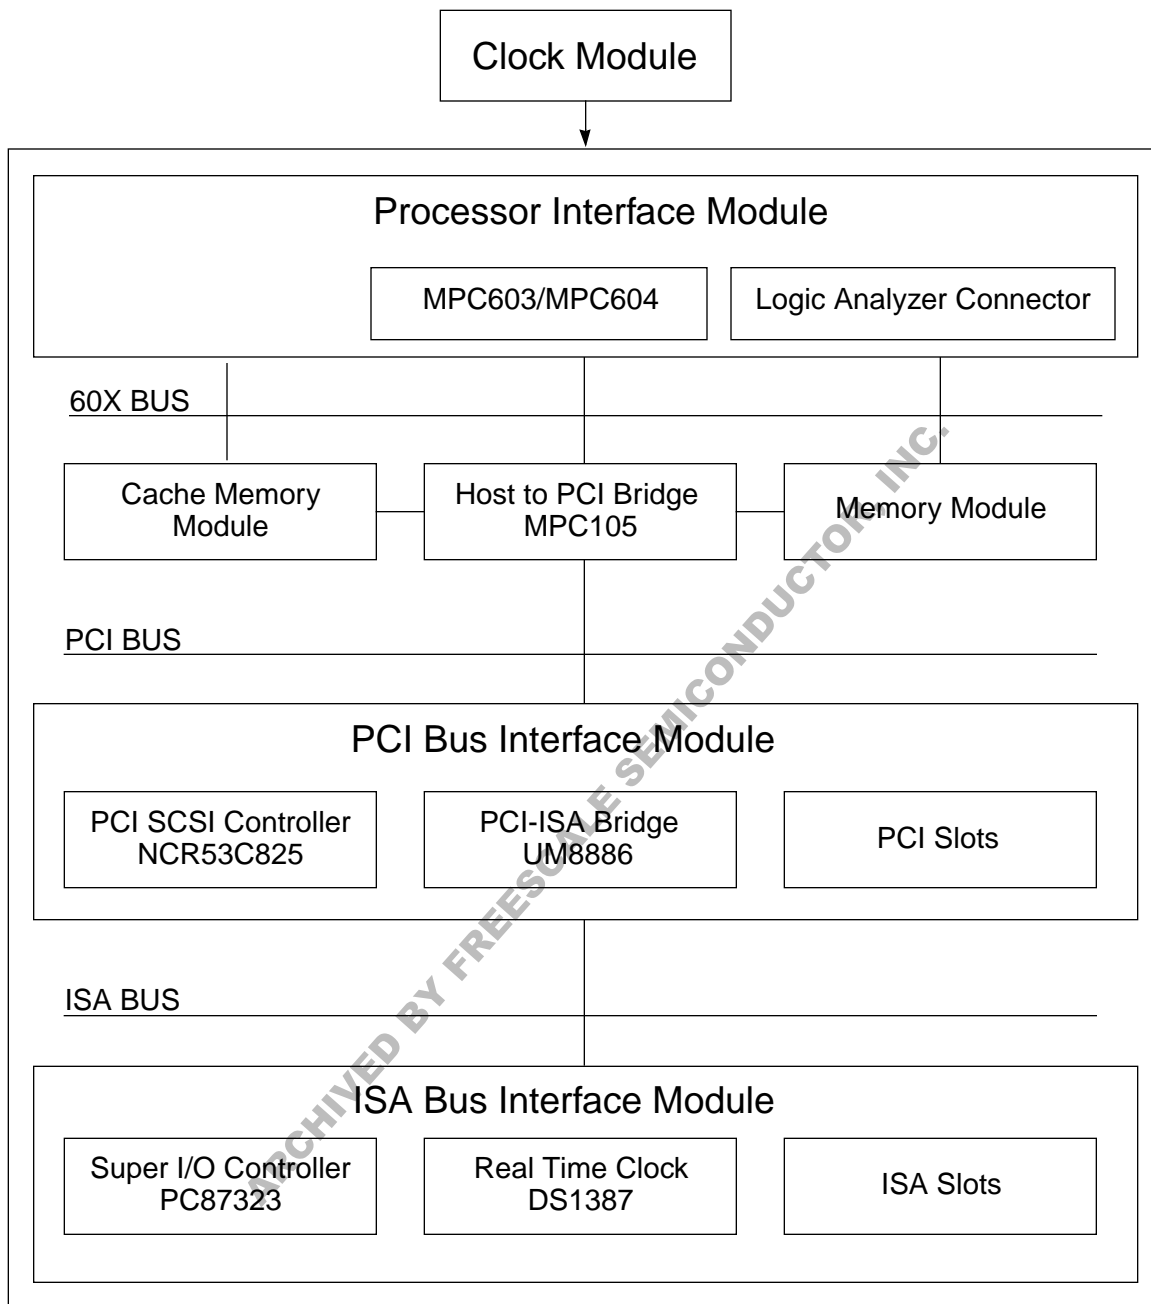 Clock Module
Processor Interface Module
MPC603/MPC604
Logic Analyzer Connector
60X BUS
Cache Memory
Module
Host to PCI Bridge
MPC105
Memory Module
PCI BUS
PCI Bus Interface Module
PCI SCSI Controller
NCR53C825
PCI-ISA Bridge
UM8886
PCI Slots
ISA BUS
ISA Bus Interface Module
Super I/O Controller
PC87323
Real Time Clock
DS1387
ISA Slots
ARCHIVED BY FREESCALE SEMICONDUCTOR, INC.